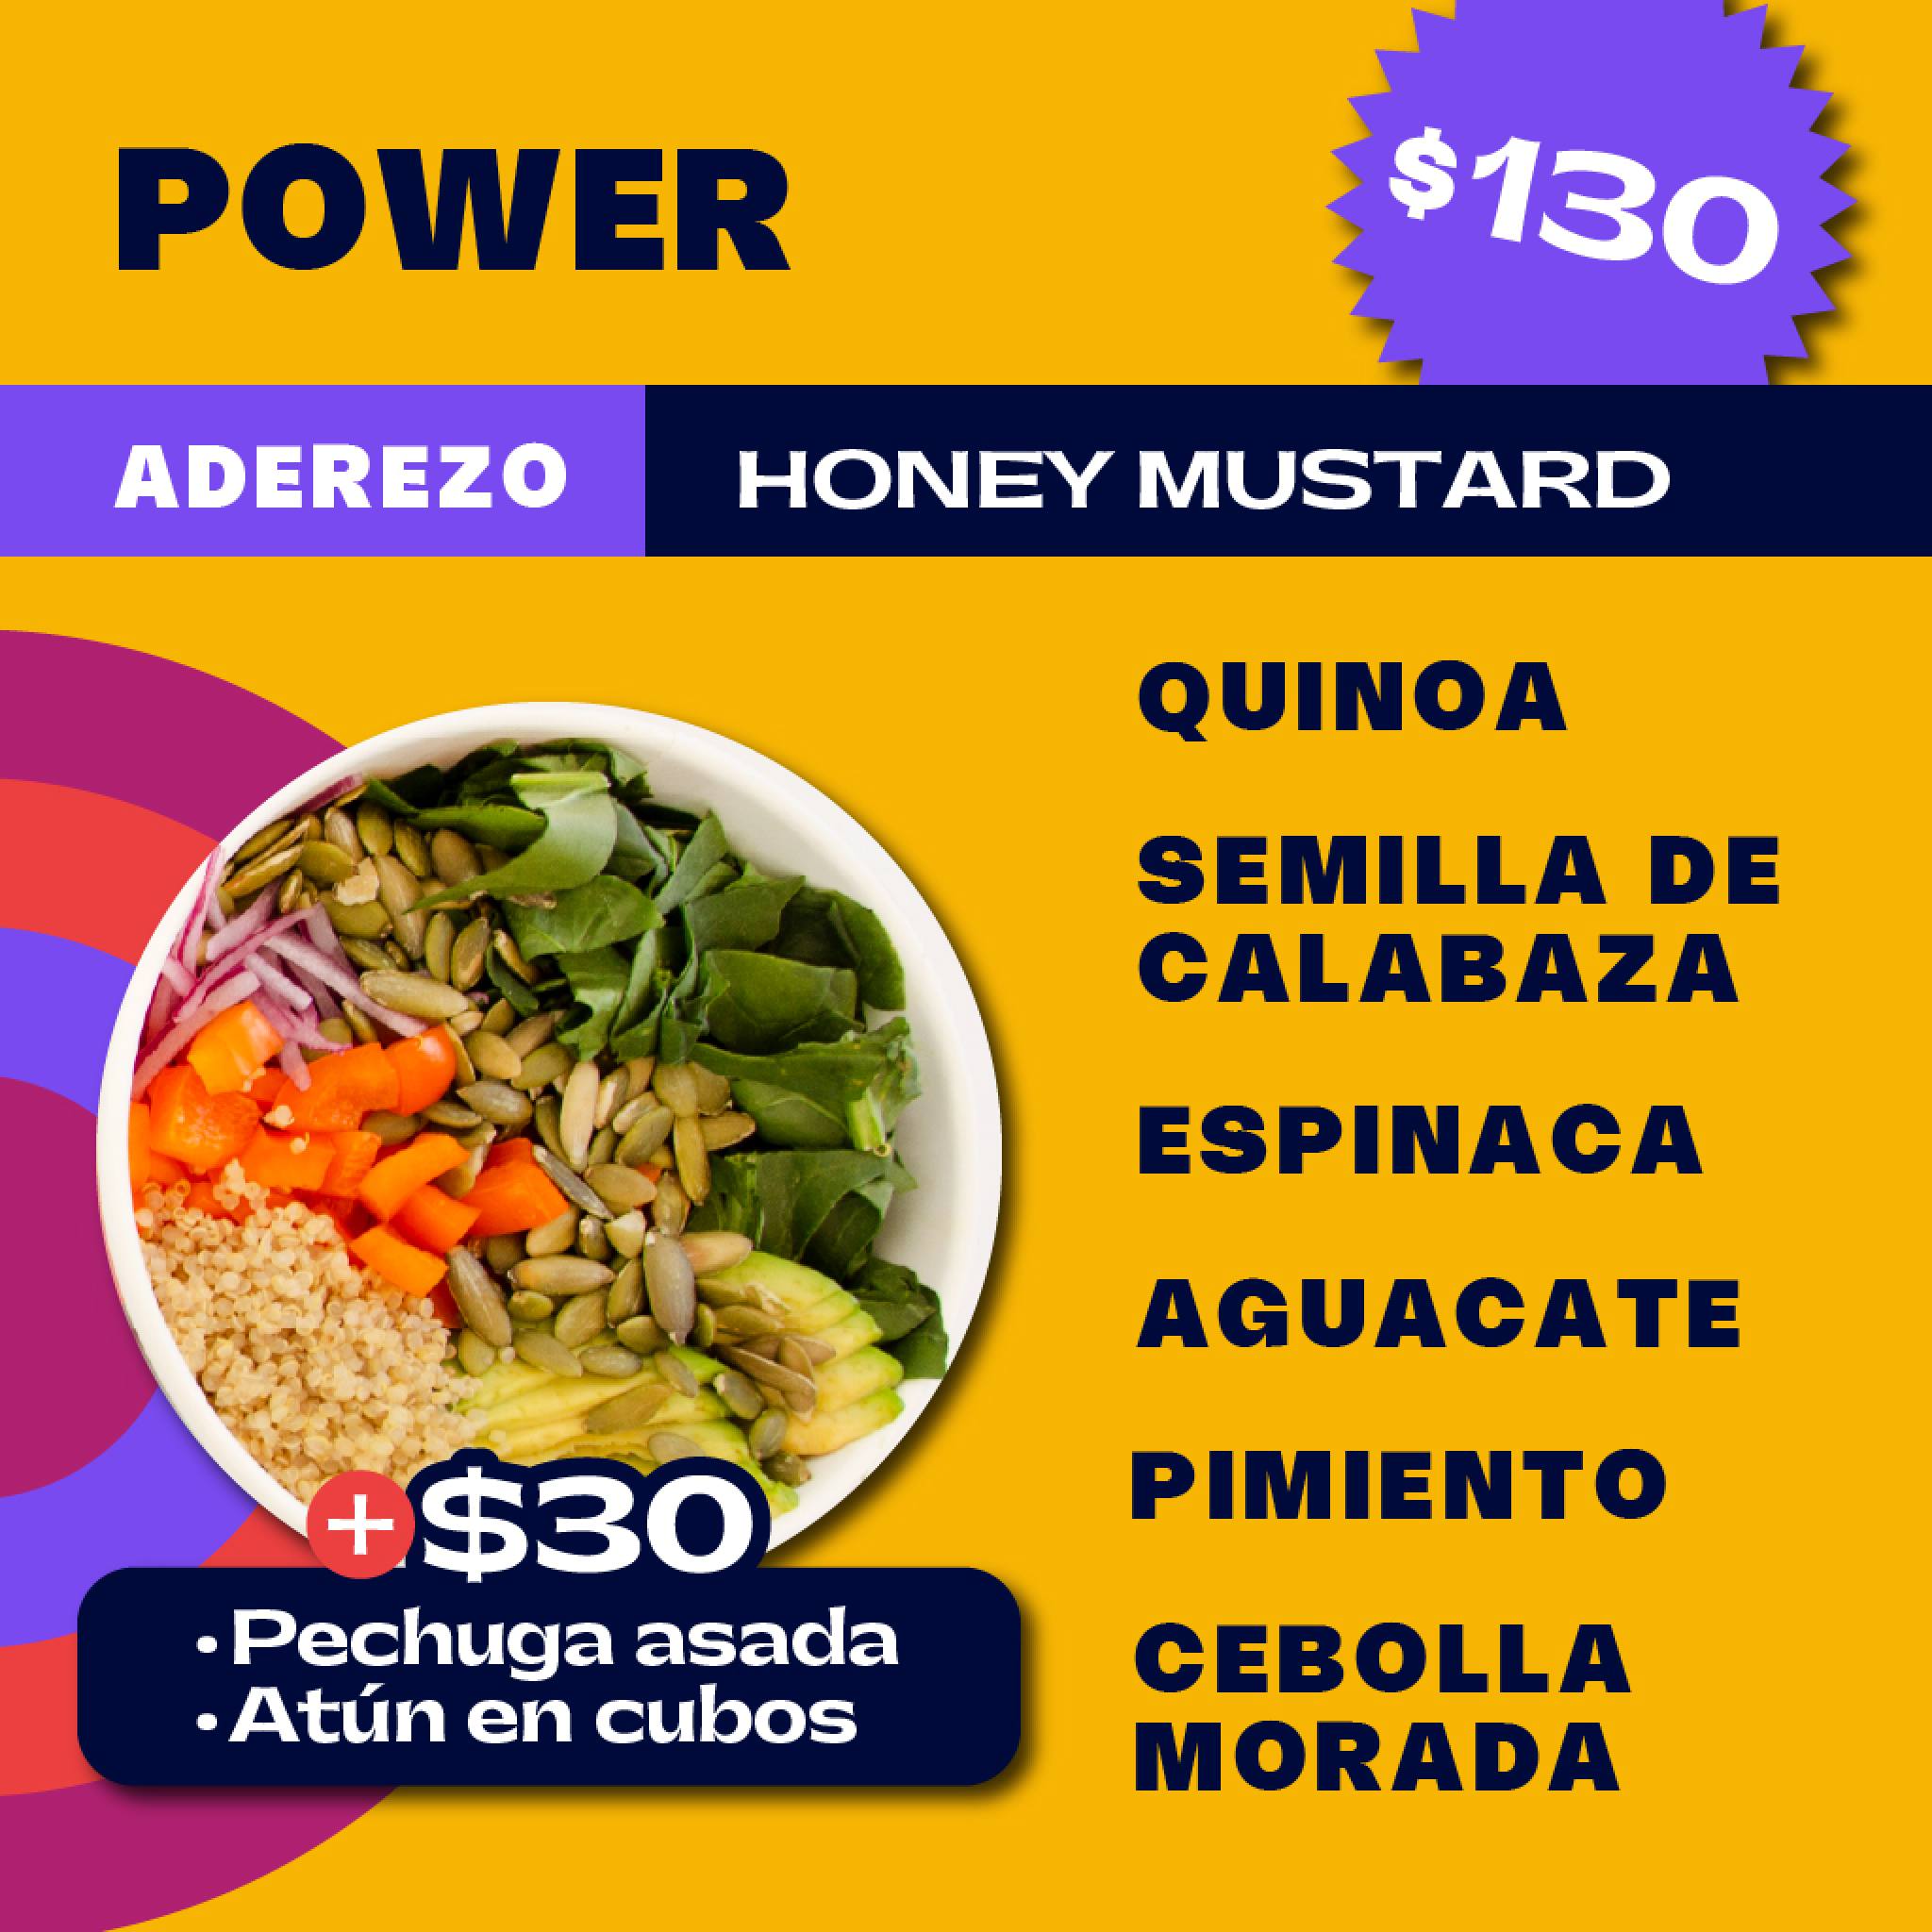 POWER
$130
ADEREZO
HONEY MUSTARD
QUINOA
SEMILLA DE
CALABAZA
ESPINACA
AGUACATE
PIMIENTO
CEBOLLA
MORADA
+$30
•Pechuga asada
•Atún en cubos